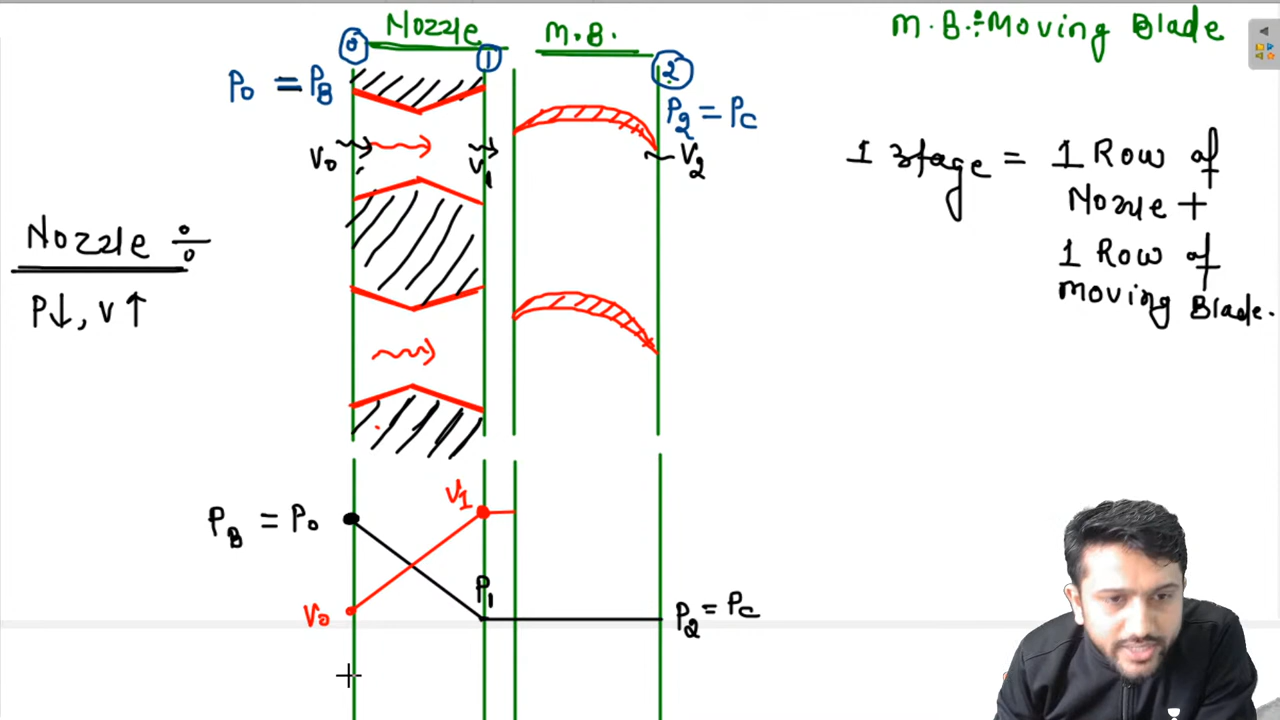 Nozzle
M.B.
M.B.÷Moving Blade
0
1
2
P0 = PB
P2 = PC
V0
V1
V2
1 stage = 1 Row of
Nozzle +
1 Row of
Moving Blade.
Nozzle ÷
P↓, V↑
V1
PB = P0
P1
V0
P2 = PC